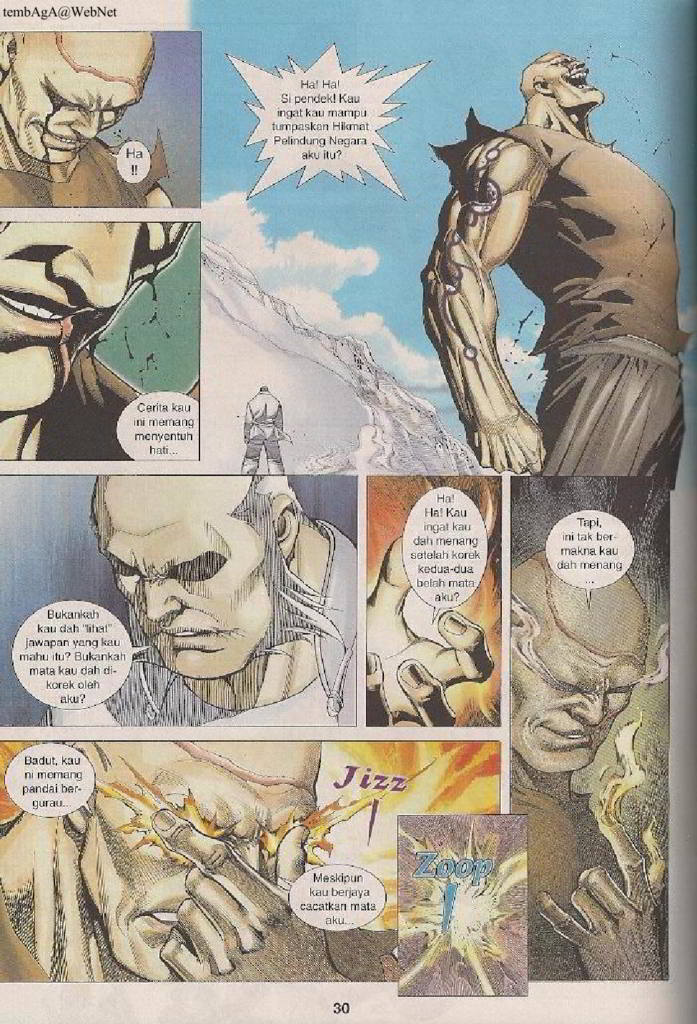 tembAgA@WebNet
Ha
!!
Ha! Ha!
Si pendek! Kau
ingat kau mampu
tumpaskan Hikmat
Pelindung Negara
aku itu?
Cerita kau
ini memang
menyentuh
hati...
Bukankah
kau dah "lihat"
jawapan yang kau
mahu itu? Bukankah
mata kau dah di-
korek oleh
aku?
Ha!
Ha! Kau
ingat kau
dah menang
setelah korek
kedua-dua
belah mata
aku?
Tapi,
ini tak ber-
makna kau
dah menang
...
Badut, kau
ni memang
pandai ber-
gurau...
Jizz
!
Meskipun
kau berjaya
cacatkan mata
aku...
Zoop
!
30